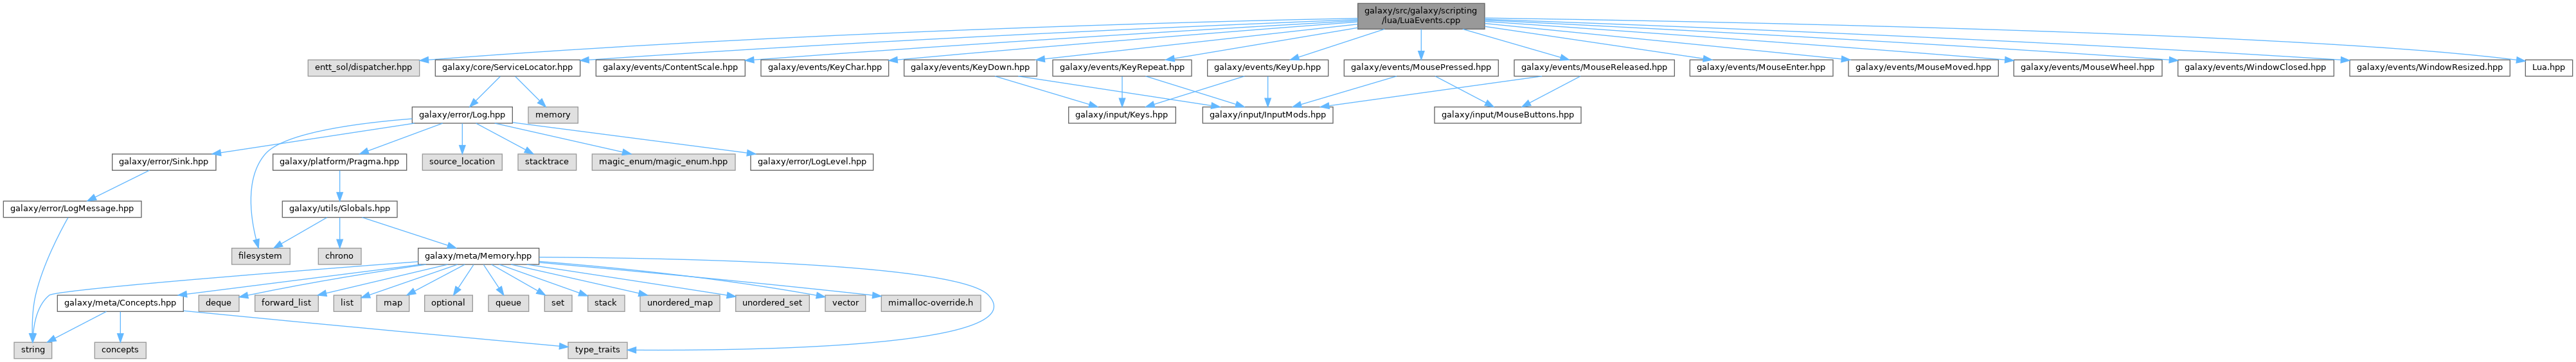 galaxy/src/galaxy/scripting
/lua/LuaEvents.cpp
entt_sol/dispatcher.hpp
galaxy/core/ServiceLocator.hpp
galaxy/events/ContentScale.hpp
galaxy/events/KeyChar.hpp
galaxy/events/KeyDown.hpp
galaxy/events/KeyRepeat.hpp
galaxy/events/KeyUp.hpp
galaxy/events/MousePressed.hpp
galaxy/events/MouseReleased.hpp
galaxy/events/MouseEnter.hpp
galaxy/events/MouseMoved.hpp
galaxy/events/MouseWheel.hpp
galaxy/events/WindowClosed.hpp
galaxy/events/WindowResized.hpp
Lua.hpp
galaxy/error/Log.hpp
memory
galaxy/input/Keys.hpp
galaxy/input/InputMods.hpp
galaxy/input/MouseButtons.hpp
galaxy/error/Sink.hpp
galaxy/platform/Pragma.hpp
source_location
stacktrace
magic_enum/magic_enum.hpp
galaxy/error/LogLevel.hpp
galaxy/error/LogMessage.hpp
galaxy/utils/Globals.hpp
filesystem
chrono
galaxy/meta/Memory.hpp
galaxy/meta/Concepts.hpp
deque
forward_list
list
map
optional
queue
set
stack
unordered_map
unordered_set
vector
mimalloc-override.h
string
concepts
type_traits